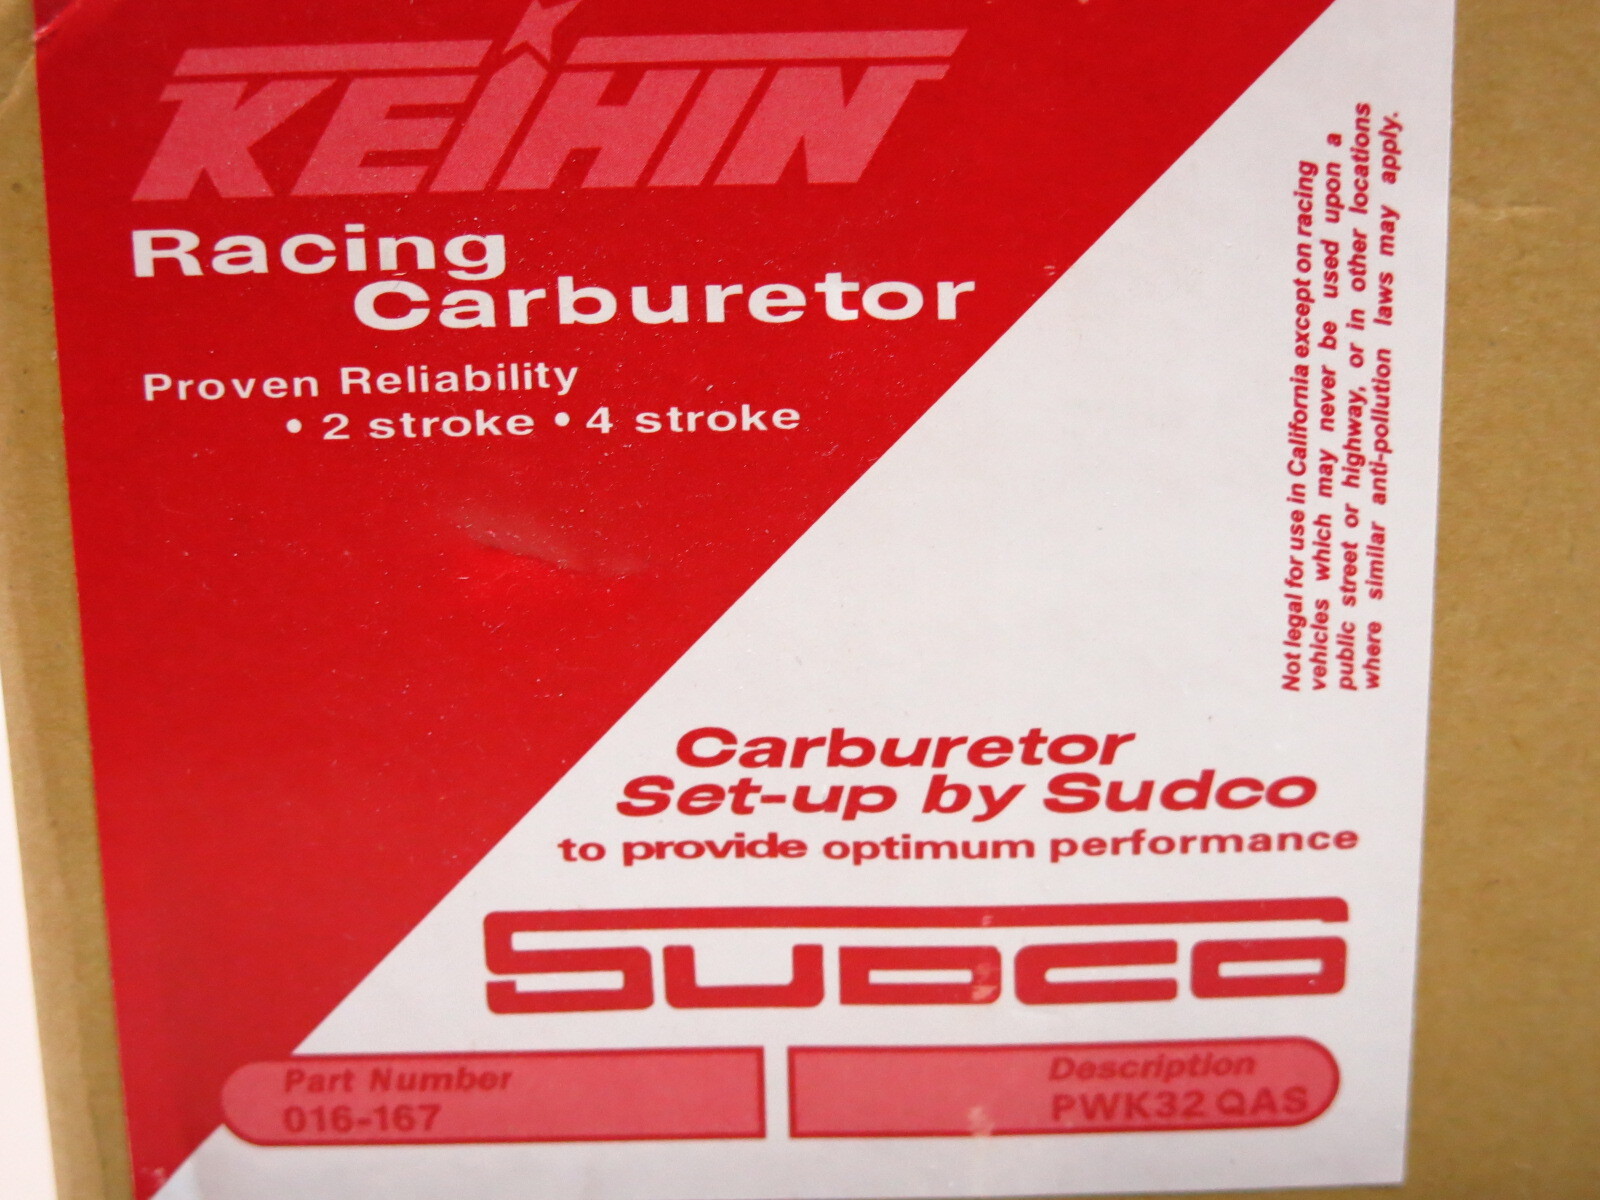 KEIHIN
Racing
Carburetor
Proven Reliability
• 2 stroke • 4 stroke
Not legal for use in California except on racing
vehicles which may never be used upon a
public street or highway, or in other locations
where similar anti-pollution laws may apply.
Carburetor
Set-up by Sudco
to provide optimum performance
SUDCO
Part Number
016-167
Description
PWK32 QAS